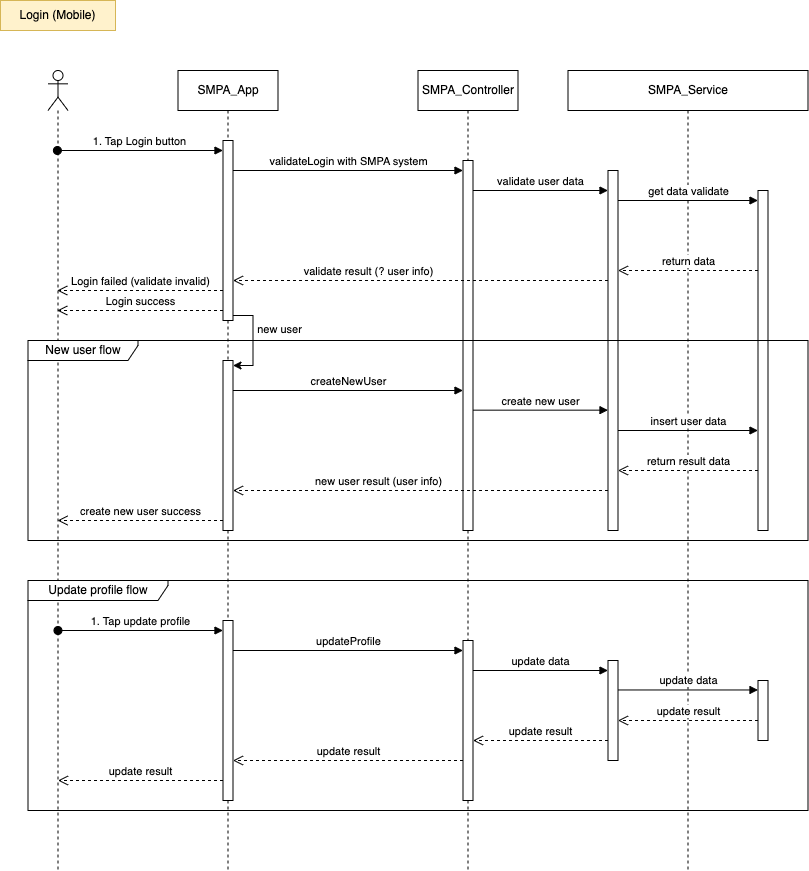 Login (Mobile)
SMPA_App
SMPA_Controller
SMPA_Service
1. Tap Login button
validateLogin with SMPA system
validate user data
get data validate
return data
validate result (? user info)
Login failed (validate invalid)
Login success
new user
New user flow
createNewUser
create new user
insert user data
return result data
new user result (user info)
create new user success
Update profile flow
1. Tap update profile
updateProfile
update data
update data
update result
update result
update result
update result